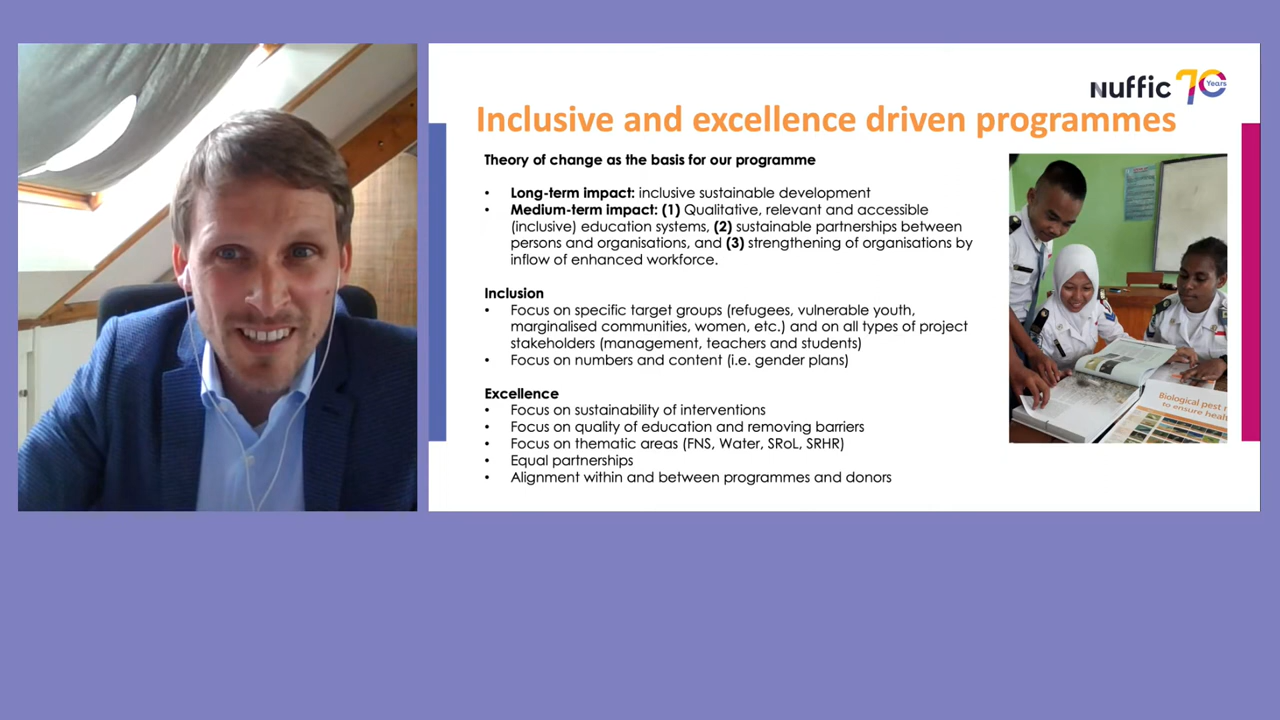 Nuffic 70 Years
Inclusive and excellence driven programmes
Theory of change as the basis for our programme
• Long-term impact: inclusive sustainable development
• Medium-term impact: (1) Qualitative, relevant and accessible
(inclusive) education systems, (2) sustainable partnerships between
persons and organisations, and (3) strengthening of organisations by
inflow of enhanced workforce.
Inclusion
• Focus on specific target groups (refugees, vulnerable youth,
marginalised communities, women, etc.) and on all types of project
stakeholders (management, teachers and students)
• Focus on numbers and content (i.e. gender plans)
Excellence
• Focus on sustainability of interventions
• Focus on quality of education and removing barriers
• Focus on thematic areas (FNS, Water, SRoL, SRHR)
• Equal partnerships
• Alignment within and between programmes and donors
Biological pest
to ensure